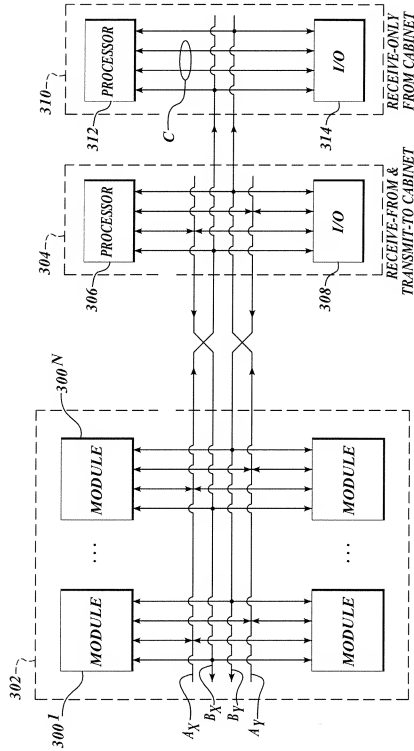 310
PROCESSOR
312
C
I/O
314
RECEIVE-ONLY
FROM CABINET
304
PROCESSOR
306
I/O
308
RECEIVE-FROM &
TRANSMIT-TO CABINET
300N
MODULE
MODULE
...
...
302
MODULE
MODULE
3001
AX
BX
BY
AY